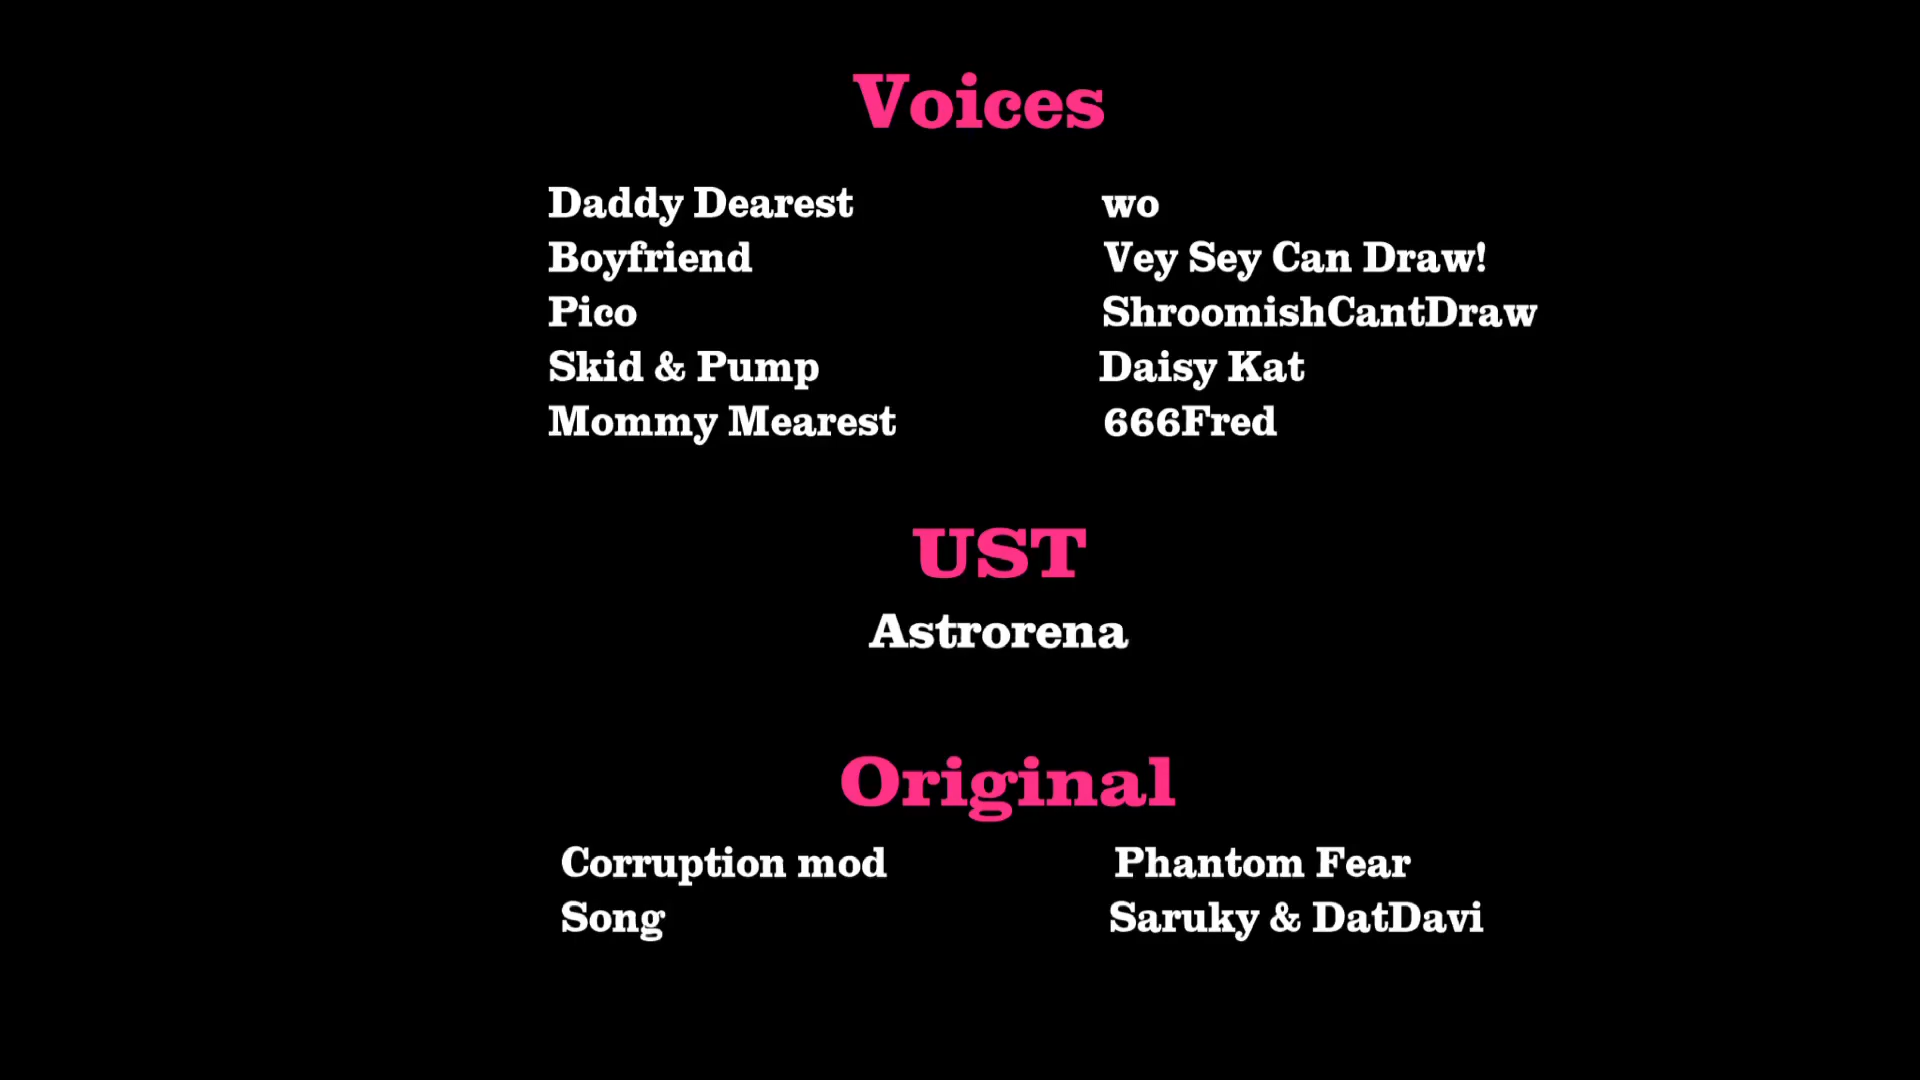 Voices
Daddy Dearest wo
Boyfriend Vey Sey Can Draw!
Pico ShroomishCantDraw
Skid & Pump Daisy Kat
Mommy Mearest 666Fred
UST
Astrorena
Original
Corruption mod Phantom Fear
Song Saruky & DatDavi